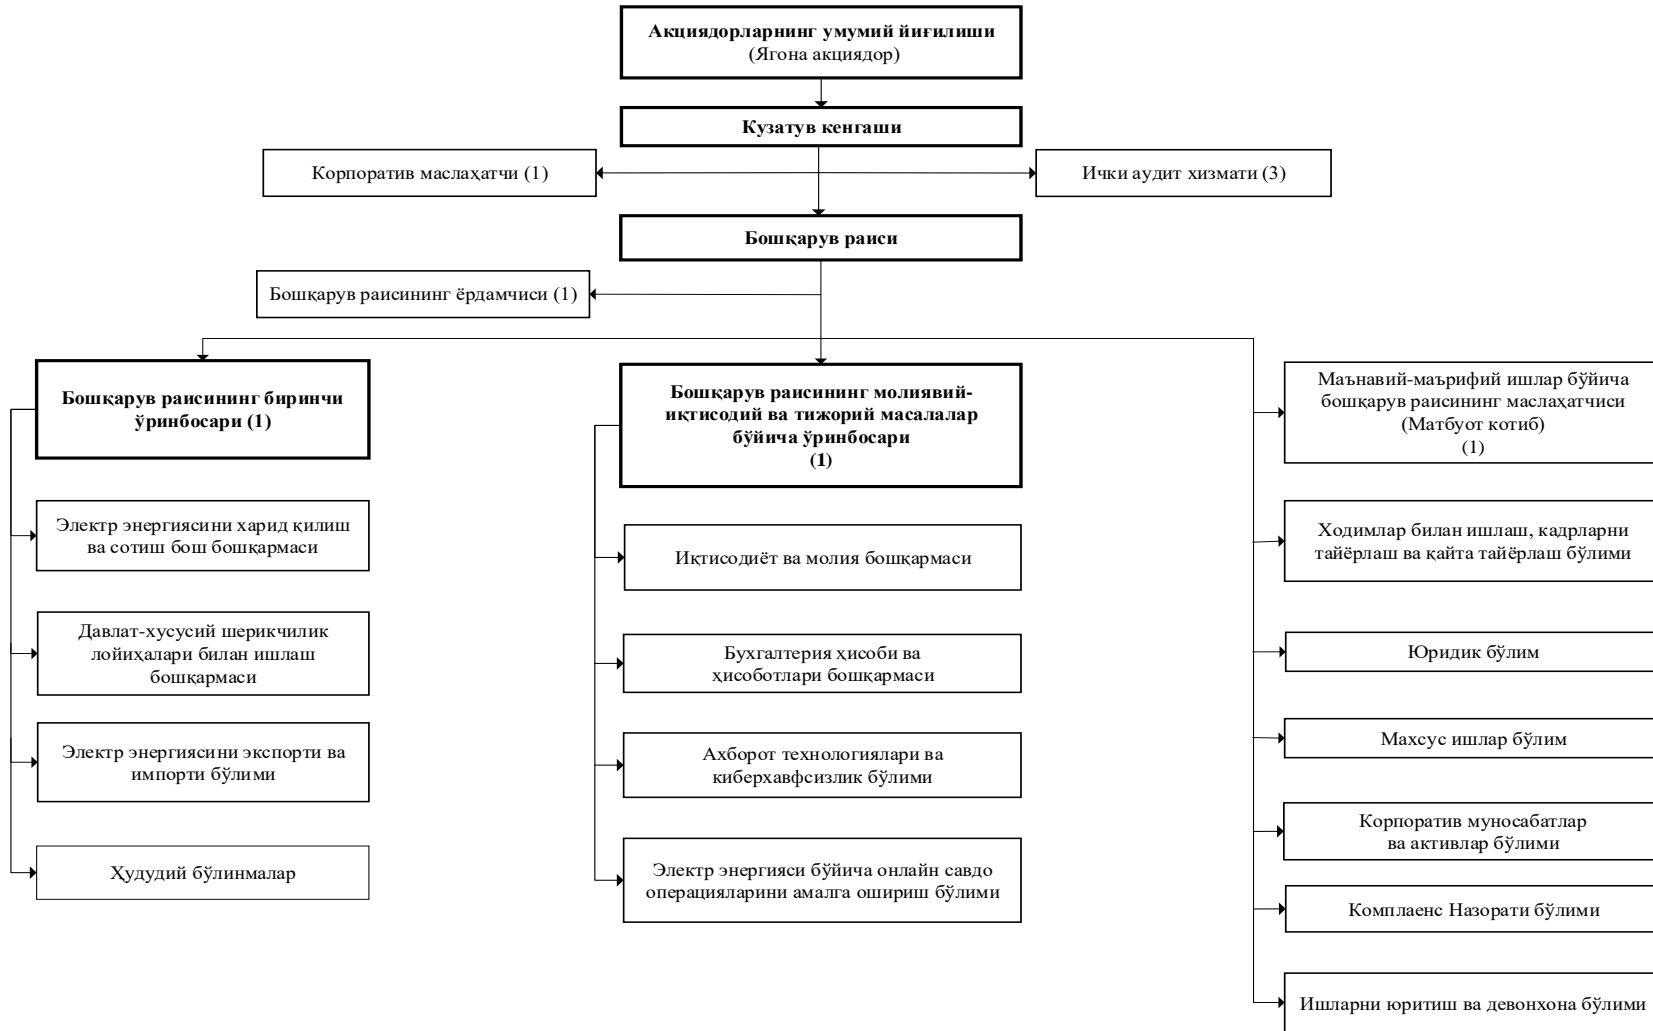 Акциядорларнинг умумий йиғилиши
(Ягона акциядор)
Кузатув кенгаши
Корпоратив маслаҳатчи (1)
Ички аудит хизмати (3)
Бошқарув раиси
Бошқарув раисининг ёрдамчиси (1)
Бошқарув раисининг биринчи
ўринбосари (1)
Электр энергиясини харид қилиш
ва сотиш бош бошқармаси
Давлат-хусусий шерикчилик
лойиҳалари билан ишлаш
бошқармаси
Электр энергиясини экспорти ва
импорти бўлими
Ҳудудий бўлинмалар
Бошқарув раисининг молиявий-
иқтисодий ва тижорий масалалар
бўйича ўринбосари
(1)
Иқтисодиёт ва молия бошқармаси
Бухгалтерия ҳисоби ва
ҳисоботлари бошқармаси
Ахборот технологиялари ва
киберхавфсизлик бўлими
Электр энергияси бўйича онлайн савдо
операцияларини амалга ошириш бўлими
Маънавий-маърифий ишлар бўйича
бошқарув раисининг маслаҳатчиси
(Матбуот котиб)
(1)
Ходимлар билан ишлаш, кадрларни
тайёрлаш ва қайта тайёрлаш бўлими
Юридик бўлим
Махсус ишлар бўлим
Корпоратив муносабатлар
ва активлар бўлими
Комплаенс Назорати бўлими
Ишларни юритиш ва девонхона бўлими